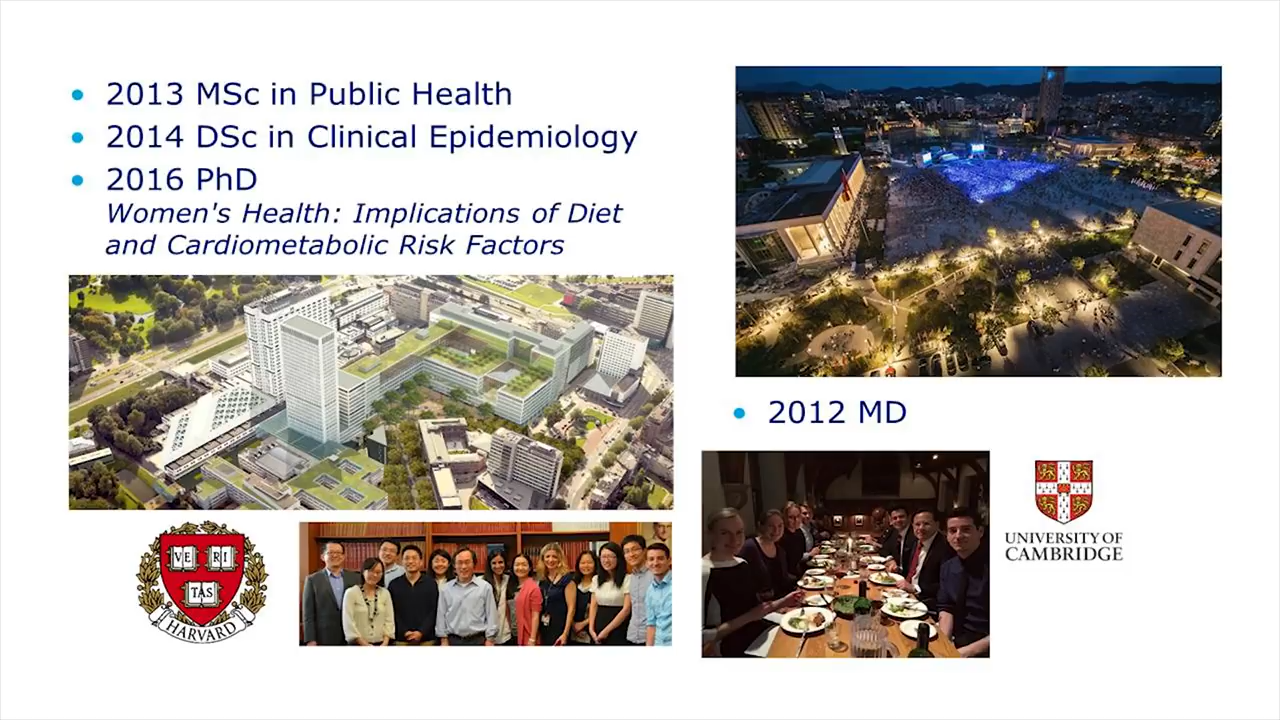 • 2013 MSc in Public Health
• 2014 DSc in Clinical Epidemiology
• 2016 PhD
Women's Health: Implications of Diet
and Cardiometabolic Risk Factors
• 2012 MD
VE RI
TAS
HARVARD
UNIVERSITY OF
CAMBRIDGE